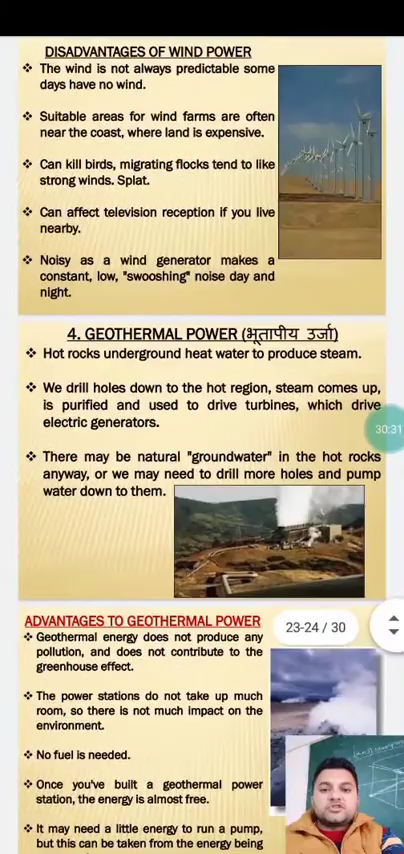 DISADVANTAGES OF WIND POWER
❖ The wind is not always predictable some
days have no wind.
❖ Suitable areas for wind farms are often
near the coast, where land is expensive.
❖ Can kill birds, migrating flocks tend to like
strong winds. Splat.
❖ Can affect television reception if you live
nearby.
❖ Noisy as a wind generator makes a
constant, low, "swooshing" noise day and
night.
4. GEOTHERMAL POWER (भूतापीय उर्जा)
❖ Hot rocks underground heat water to produce steam.
❖ We drill holes down to the hot region, steam comes up,
is purified and used to drive turbines, which drive
electric generators.
30:31
❖ There may be natural "groundwater" in the hot rocks
anyway, or we may need to drill more holes and pump
water down to them.
ADVANTAGES TO GEOTHERMAL POWER
23-24 / 30
❖ Geothermal energy does not produce any
pollution, and does not contribute to the
greenhouse effect.
❖ The power stations do not take up much
room, so there is not much impact on the
environment.
❖ No fuel is needed.
❖ Once you've built a geothermal power
station, the energy is almost free.
❖ It may need a little energy to run a pump,
but this can be taken from the energy being